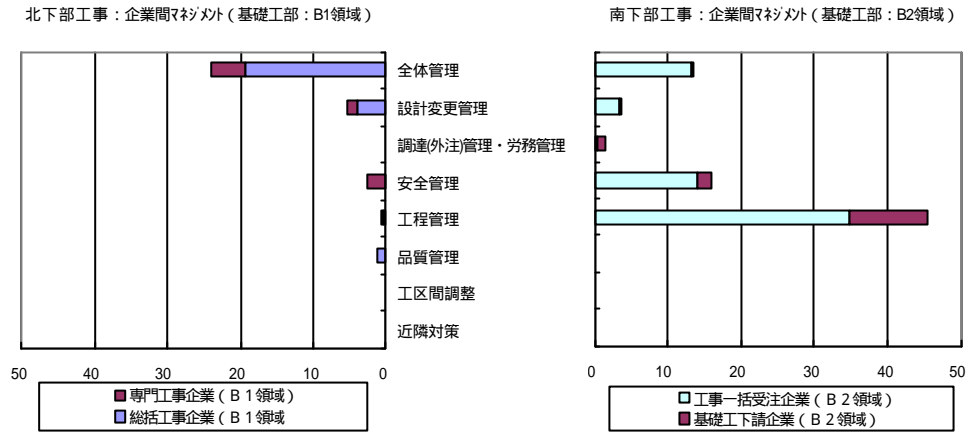 北下部工事：企業間マネジメント（基礎工部：B1領域）
南下部工事：企業間マネジメント（基礎工部：B2領域）
全体管理
設計変更管理
調達(外注)管理・労務管理
安全管理
工程管理
品質管理
工区間調整
近隣対策
50 40 30 20 10 0
0 10 20 30 40 50
専門工事企業（Ｂ１領域）
総括工事企業（Ｂ１領域
工事一括受注企業（Ｂ２領域）
基礎工下請企業（Ｂ２領域）